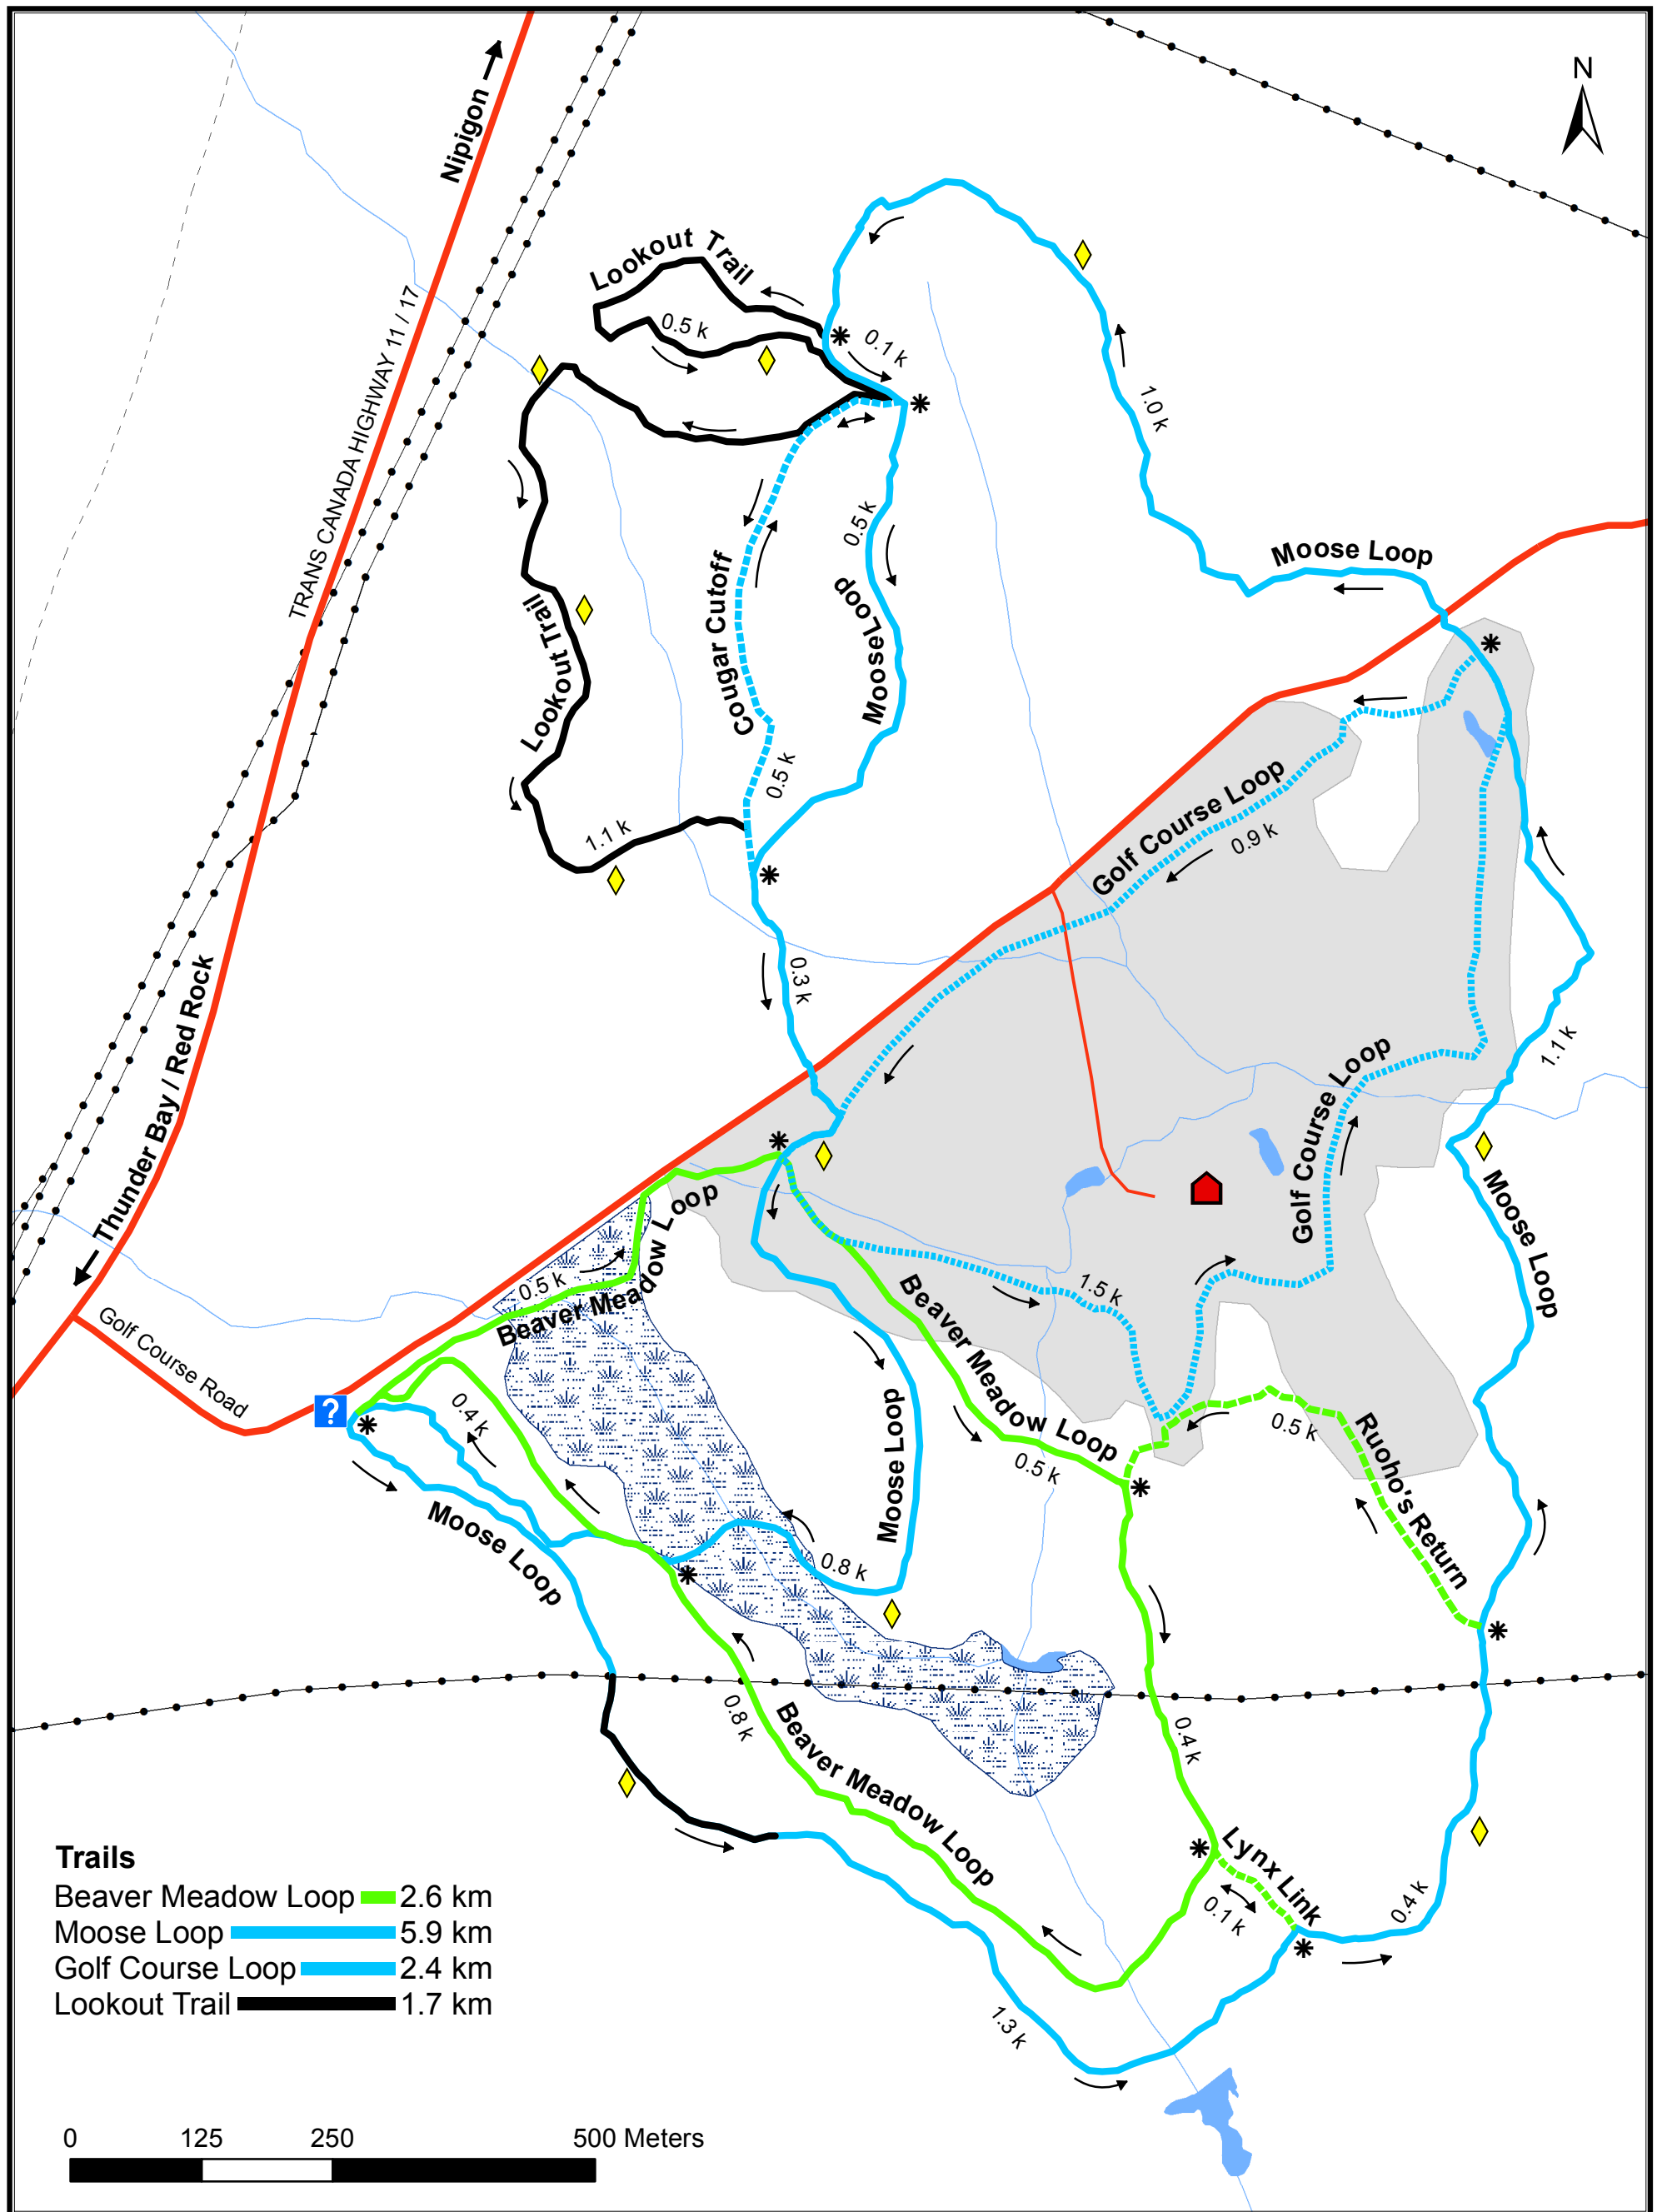 N
Nipigon
TRANS CANADA HIGHWAY 11 / 17
Lookout Trail
0.5 k
0.1 k
1.0 k
0.5 k
Moose Loop
Cougar Cutoff
MooseLoop
Lookout Trail
0.5 k
1.1 k
Golf Course Loop
0.9 k
0.3 k
Thunder Bay / Red Rock
1.1 k
Golf Course Loop
Moose Loop
Beaver Meadow Loop
0.5 k
1.5 k
Golf Course Road
Beaver Meadow Loop
?
0.4 k
Moose Loop
0.5 k
0.5 k
Ruoho's Return
Moose Loop
0.8 k
0.8 k
Beaver Meadow Loop
0.4 k
Lynx Link
0.1 k
0.4 k
1.3 k
Trails
Beaver Meadow Loop 2.6 km
Moose Loop 5.9 km
Golf Course Loop 2.4 km
Lookout Trail 1.7 km
0 125 250 500 Meters